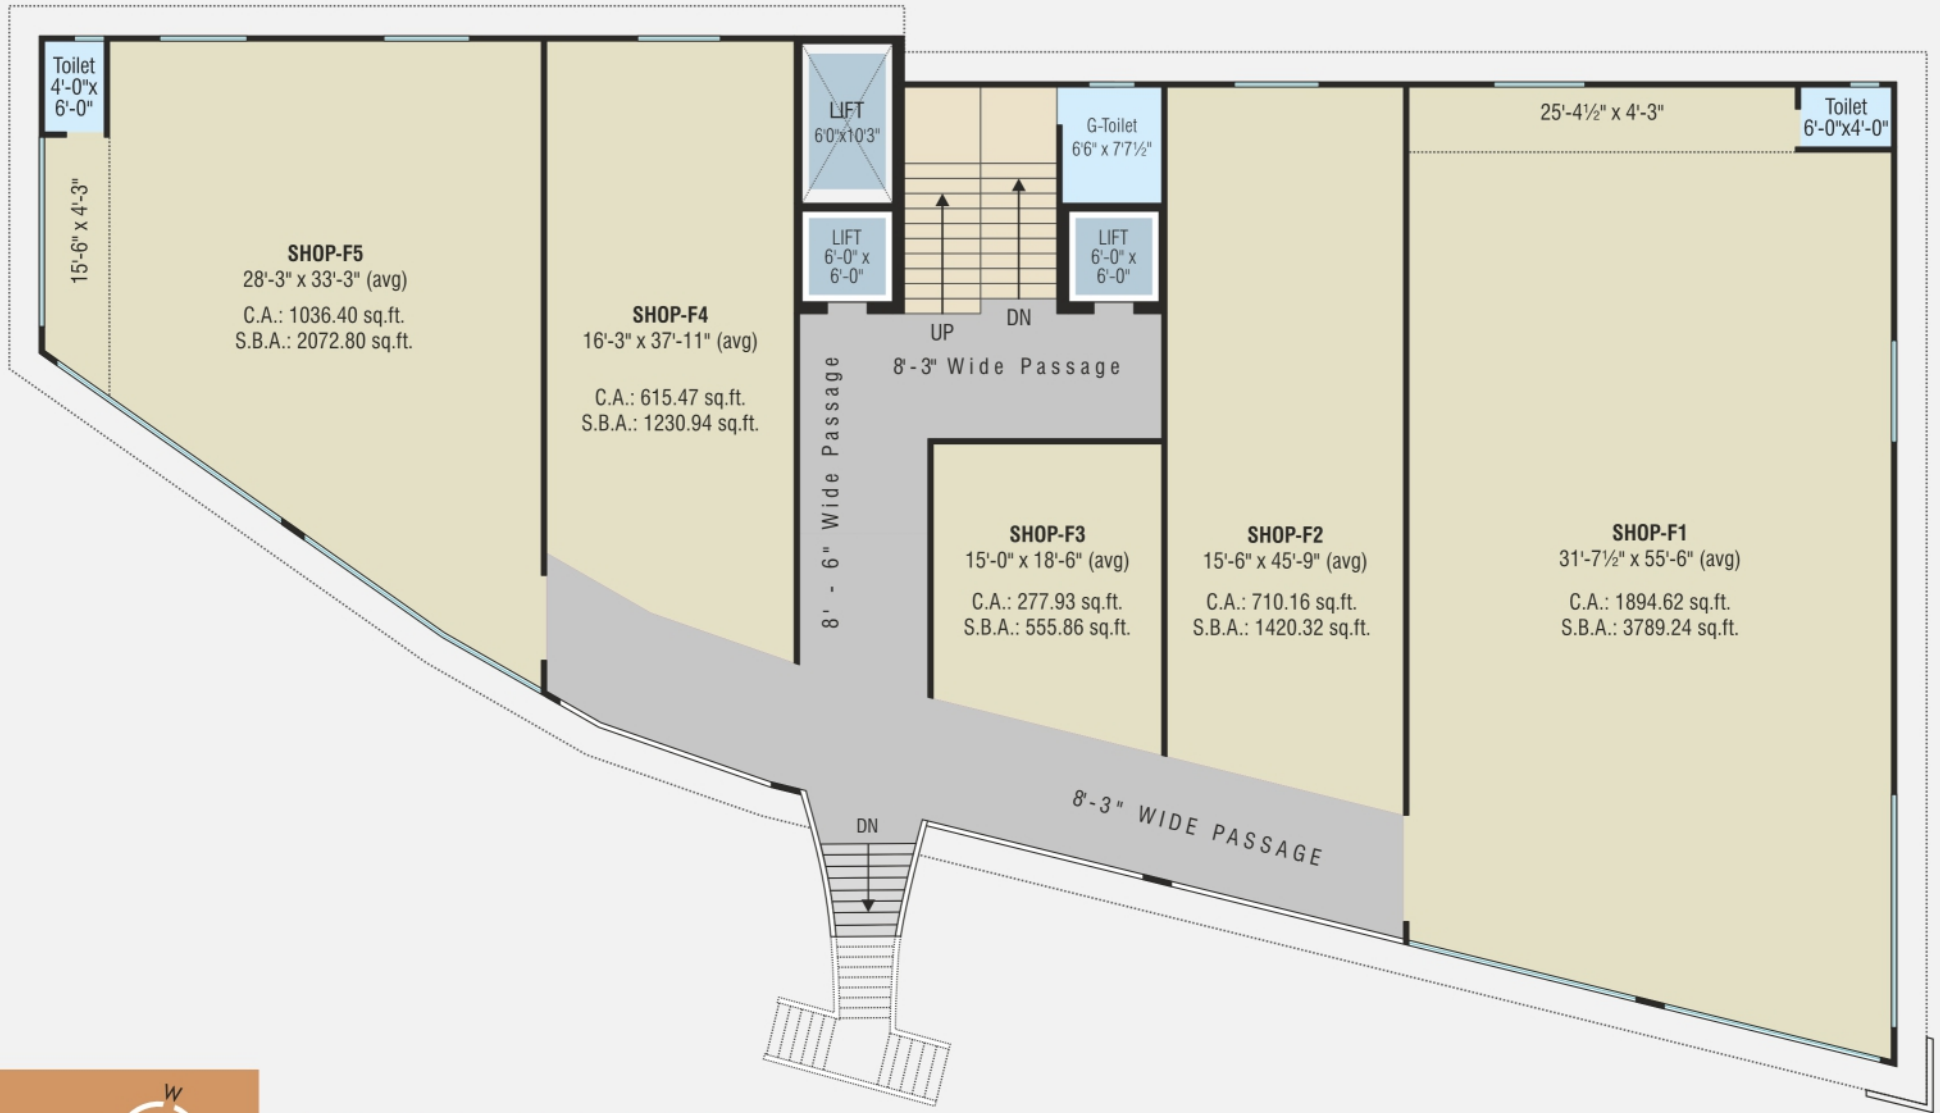 Toilet
4'-0"x
6'-0"
15'-6" x 4'-3"
SHOP-F5
28'-3" x 33'-3" (avg)
C.A.: 1036.40 sq.ft.
S.B.A.: 2072.80 sq.ft.
SHOP-F4
16'-3" x 37'-11" (avg)
C.A.: 615.47 sq.ft.
S.B.A.: 1230.94 sq.ft.
LIFT
6'0"x10'3"
LIFT
6'-0" x
6'-0"
UP
DN
G-Toilet
6'6" x 7'7½"
LIFT
6'-0" x
6'-0"
8'-3" Wide Passage
8' - 6" Wide Passage
SHOP-F3
15'-0" x 18'-6" (avg)
C.A.: 277.93 sq.ft.
S.B.A.: 555.86 sq.ft.
SHOP-F2
15'-6" x 45'-9" (avg)
C.A.: 710.16 sq.ft.
S.B.A.: 1420.32 sq.ft.
25'-4½" x 4'-3"
Toilet
6'-0"x4'-0"
SHOP-F1
31'-7½" x 55'-6" (avg)
C.A.: 1894.62 sq.ft.
S.B.A.: 3789.24 sq.ft.
8'-3" WIDE PASSAGE
DN
W